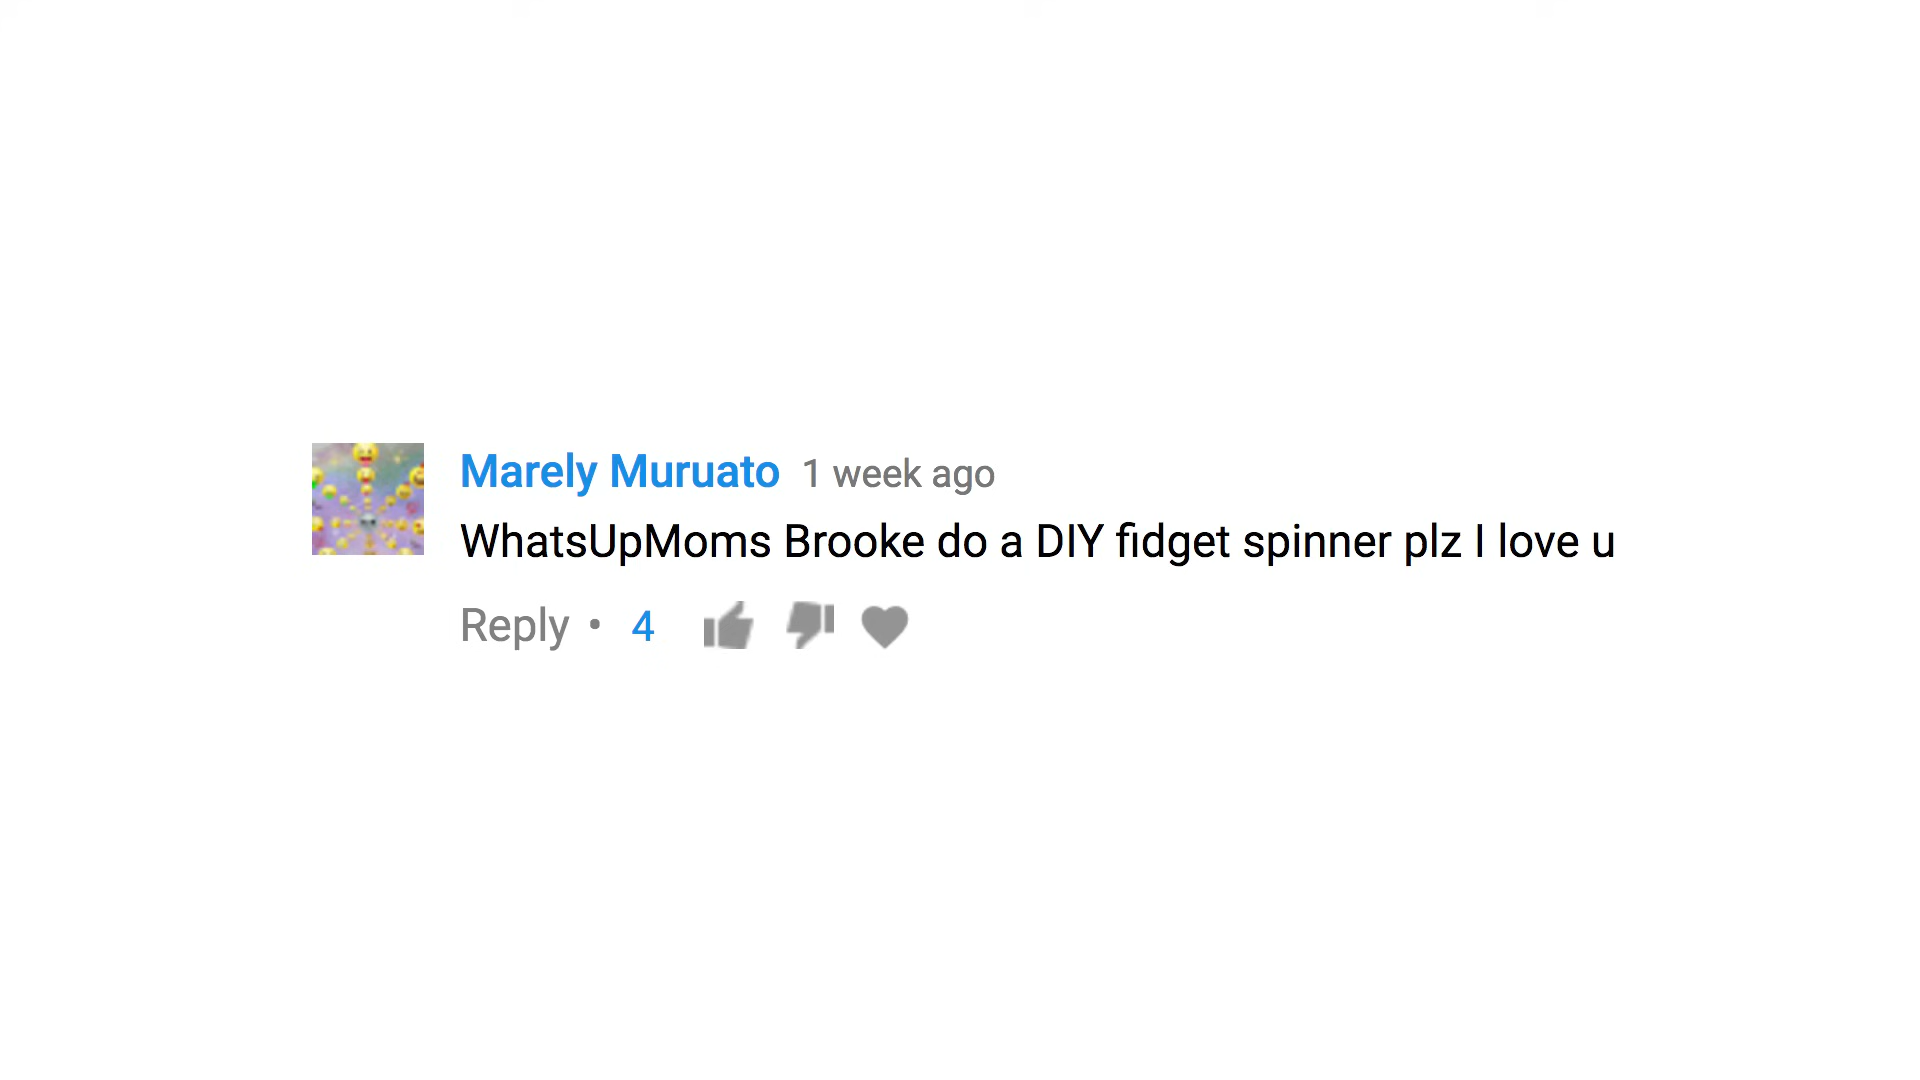 Marely Muruato 1 week ago
WhatsUpMoms Brooke do a DIY fidget spinner plz I love u
Reply • 4